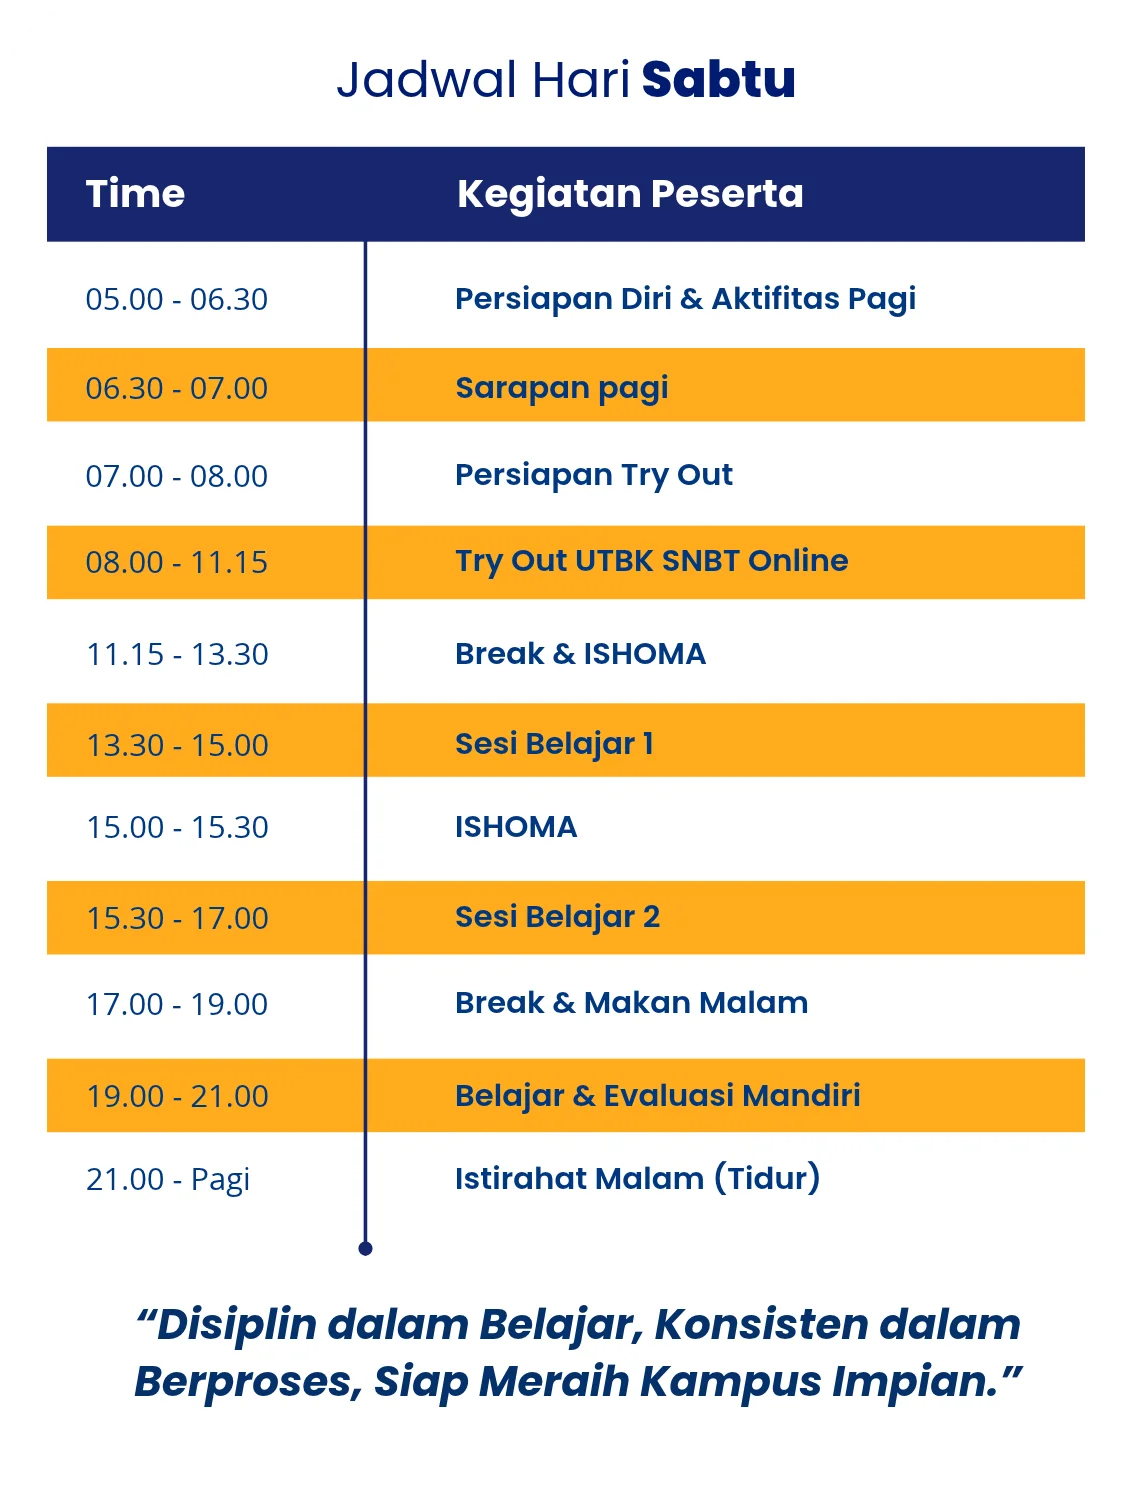 Jadwal Hari Sabtu
Time Kegiatan Peserta
05.00 - 06.30 Persiapan Diri & Aktifitas Pagi
06.30 - 07.00 Sarapan pagi
07.00 - 08.00 Persiapan Try Out
08.00 - 11.15 Try Out UTBK SNBT Online
11.15 - 13.30 Break & ISHOMA
13.30 - 15.00 Sesi Belajar 1
15.00 - 15.30 ISHOMA
15.30 - 17.00 Sesi Belajar 2
17.00 - 19.00 Break & Makan Malam
19.00 - 21.00 Belajar & Evaluasi Mandiri
21.00 - Pagi Istirahat Malam (Tidur)
“Disiplin dalam Belajar, Konsisten dalam
Berproses, Siap Meraih Kampus Impian.”